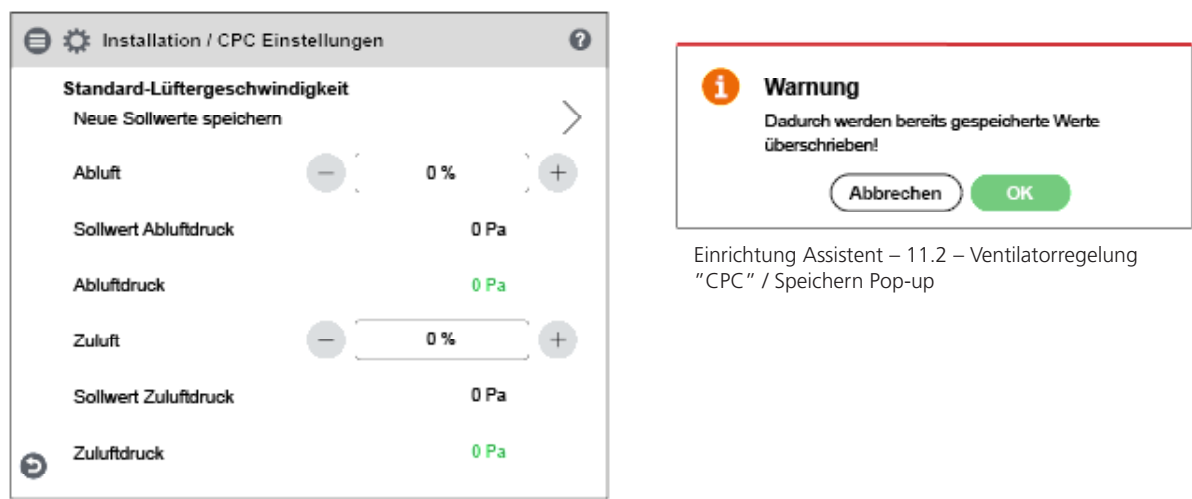 Installation / CPC Einstellungen
Standard-Lüftergeschwindigkeit
Neue Sollwerte speichern
Abluft − 0 % +
Sollwert Abluftdruck 0 Pa
Abluftdruck 0 Pa
Zuluft − 0 % +
Sollwert Zuluftdruck 0 Pa
Zuluftdruck 0 Pa
Warnung
Dadurch werden bereits gespeicherte Werte
überschrieben!
Abbrechen OK
Einrichtung Assistent – 11.2 – Ventilatorregelung
”CPC” / Speichern Pop-up